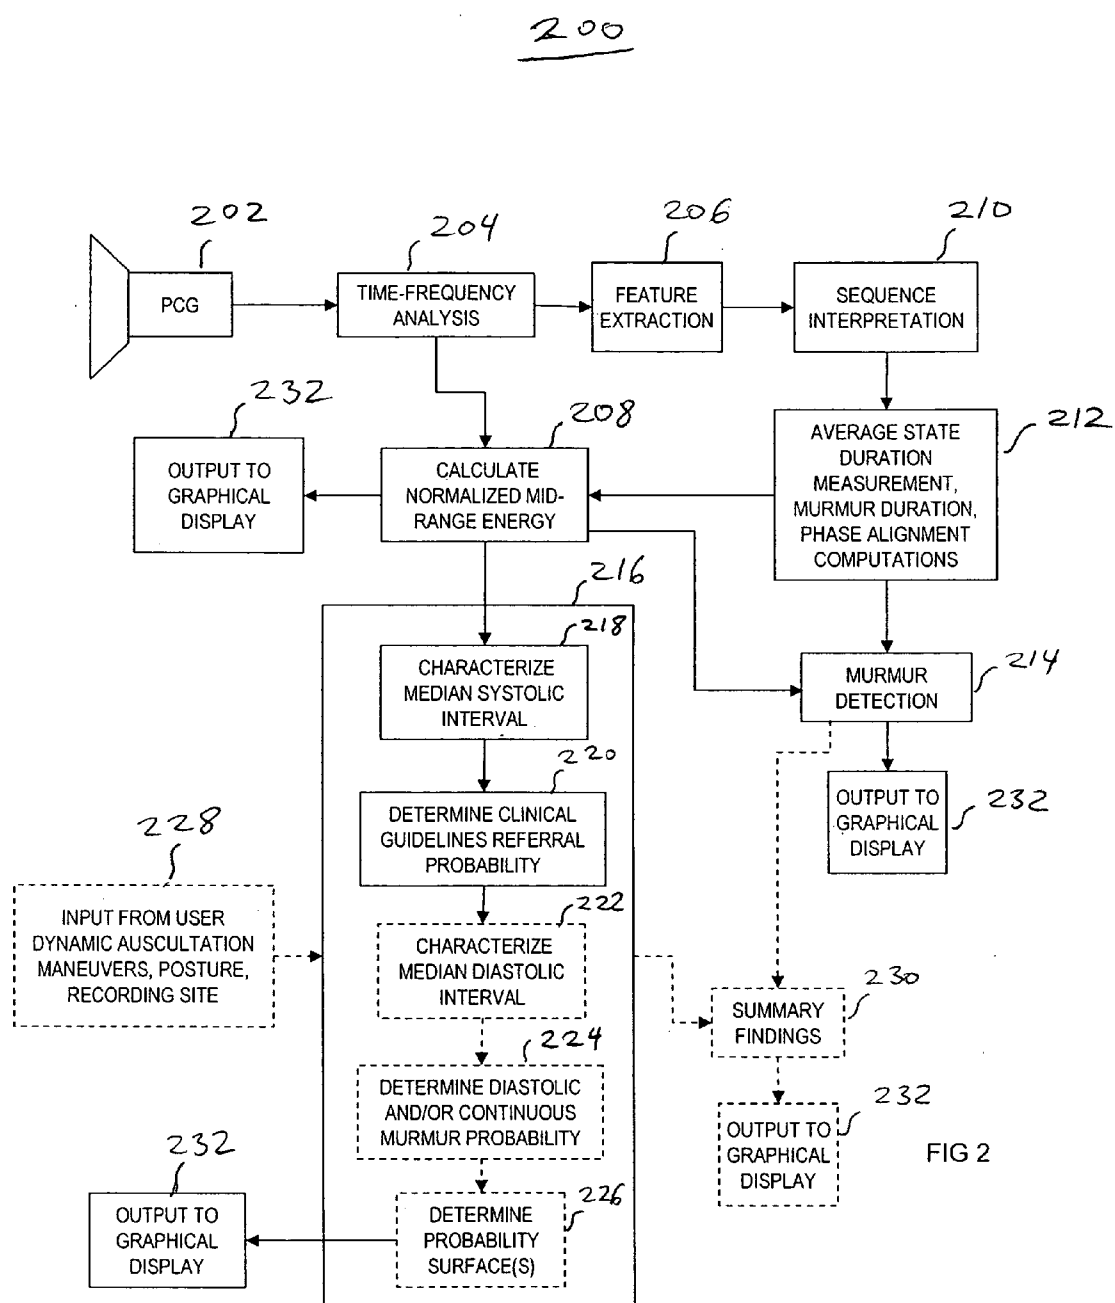 200
202
204
206
210
PCG
TIME-FREQUENCY
ANALYSIS
FEATURE
EXTRACTION
SEQUENCE
INTERPRETATION
232
208
212
OUTPUT TO
GRAPHICAL
DISPLAY
CALCULATE
NORMALIZED MID-
RANGE ENERGY
AVERAGE STATE
DURATION
MEASUREMENT,
MURMUR DURATION,
PHASE ALIGNMENT
COMPUTATIONS
216
218
CHARACTERIZE
MEDIAN SYSTOLIC
INTERVAL
214
MURMUR
DETECTION
220
DETERMINE CLINICAL
GUIDELINES REFERRAL
PROBABILITY
232
OUTPUT TO
GRAPHICAL
DISPLAY
228
INPUT FROM USER
DYNAMIC AUSCULTATION
MANEUVERS, POSTURE,
RECORDING SITE
222
CHARACTERIZE
MEDIAN DIASTOLIC
INTERVAL
230
SUMMARY
FINDINGS
224
DETERMINE DIASTOLIC
AND/OR CONTINUOUS
MURMUR PROBABILITY
232
OUTPUT TO
GRAPHICAL
DISPLAY
FIG 2
232
OUTPUT TO
GRAPHICAL
DISPLAY
226
DETERMINE
PROBABILITY
SURFACE(S)